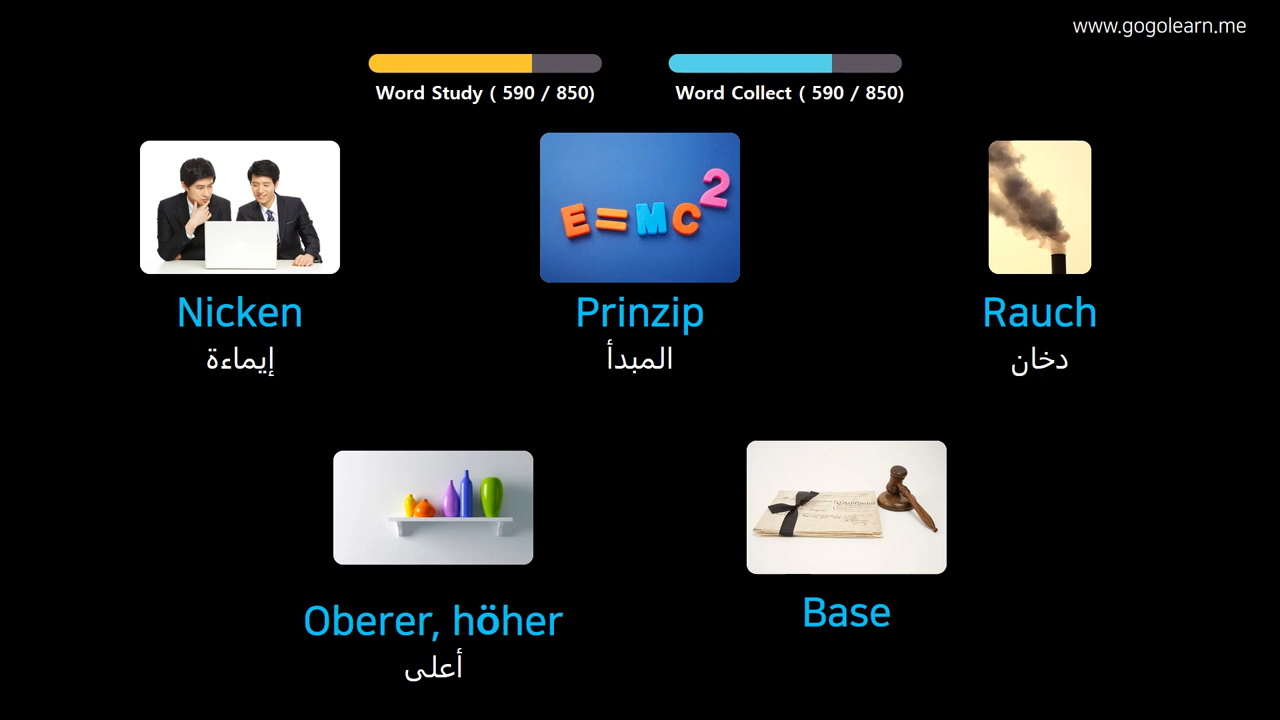 www.gogolearn.me
Word Study ( 590 / 850)
Word Collect ( 590 / 850)
E=MC2
Nicken
إيماءة
Prinzip
المبدأ
Rauch
دخان
Oberer, höher
أعلى
Base